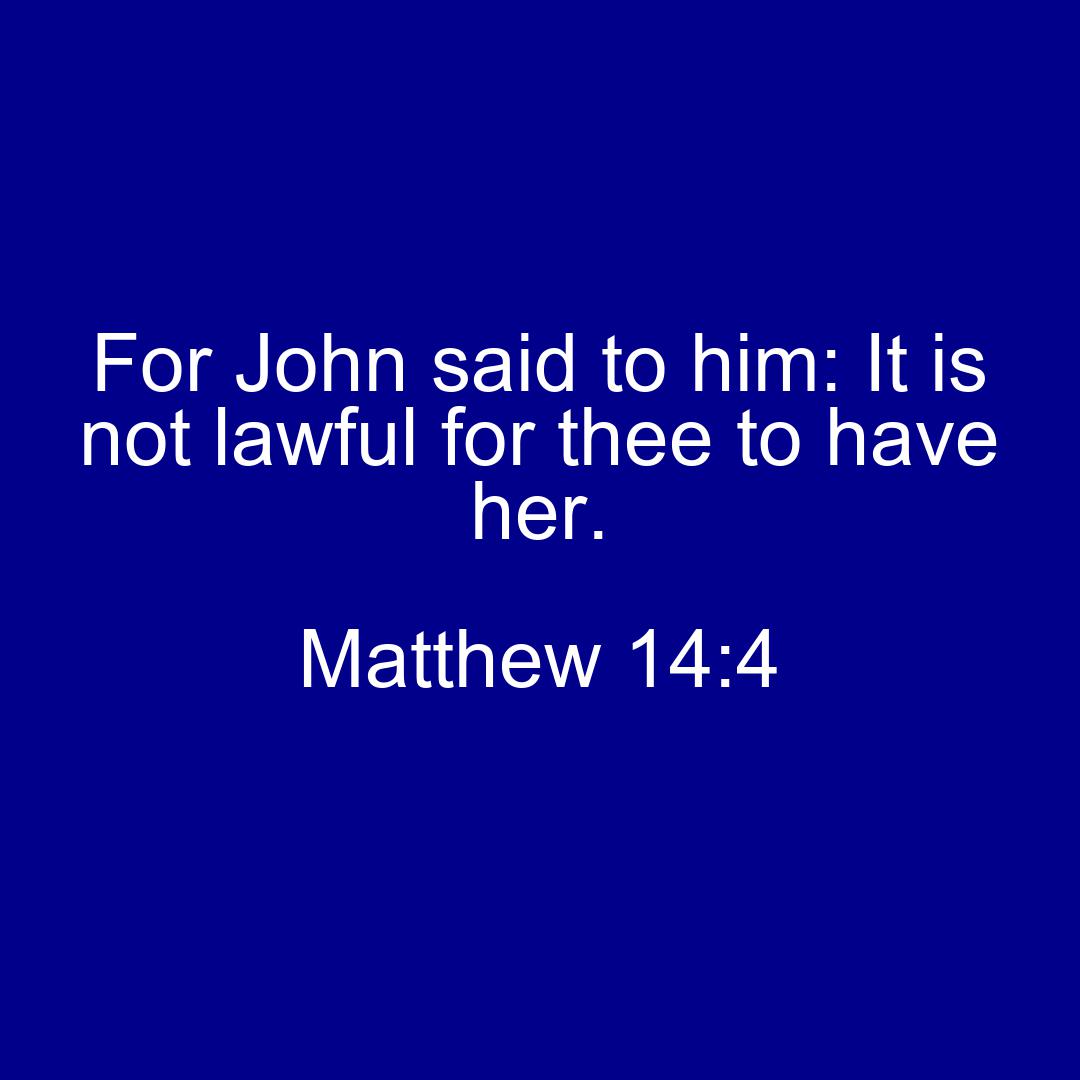 For John said to him: It is
not lawful for thee to have
her.
Matthew 14:4